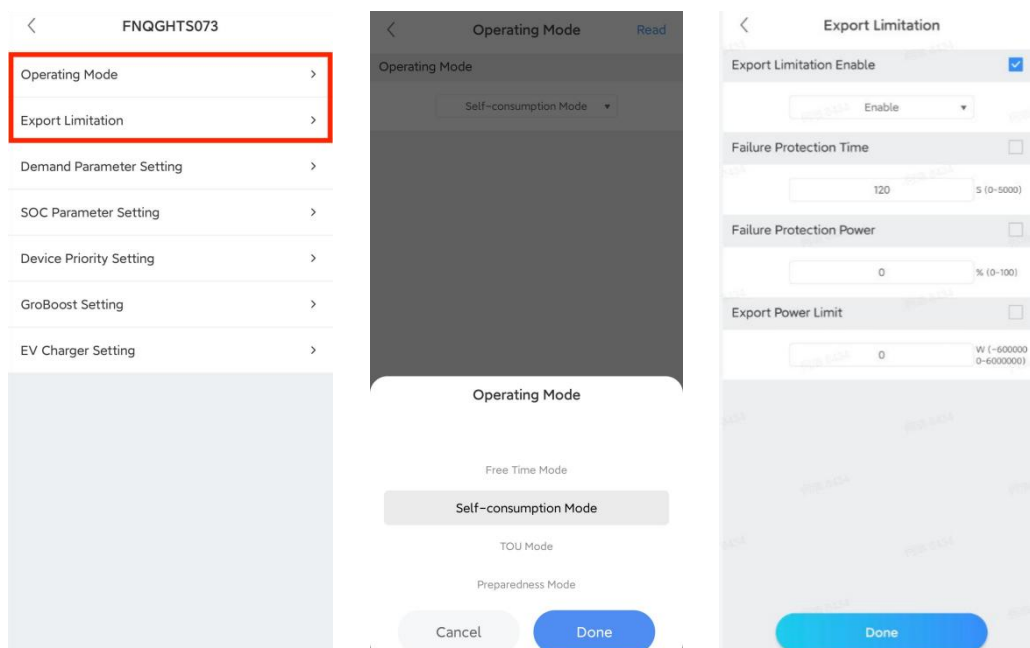 FNQGHTS073
Operating Mode
Export Limitation
Demand Parameter Setting
SOC Parameter Setting
Device Priority Setting
GroBoost Setting
EV Charger Setting
Operating Mode
Read
Operating Mode
Self-consumption Mode
Operating Mode
Free Time Mode
Self-consumption Mode
TOU Mode
Preparedness Mode
Cancel
Done
Export Limitation
Export Limitation Enable
Enable
Failure Protection Time
120
S (0~5000)
Failure Protection Power
0
% (0~100)
Export Power Limit
0
W (-600000
0~6000000)
Done